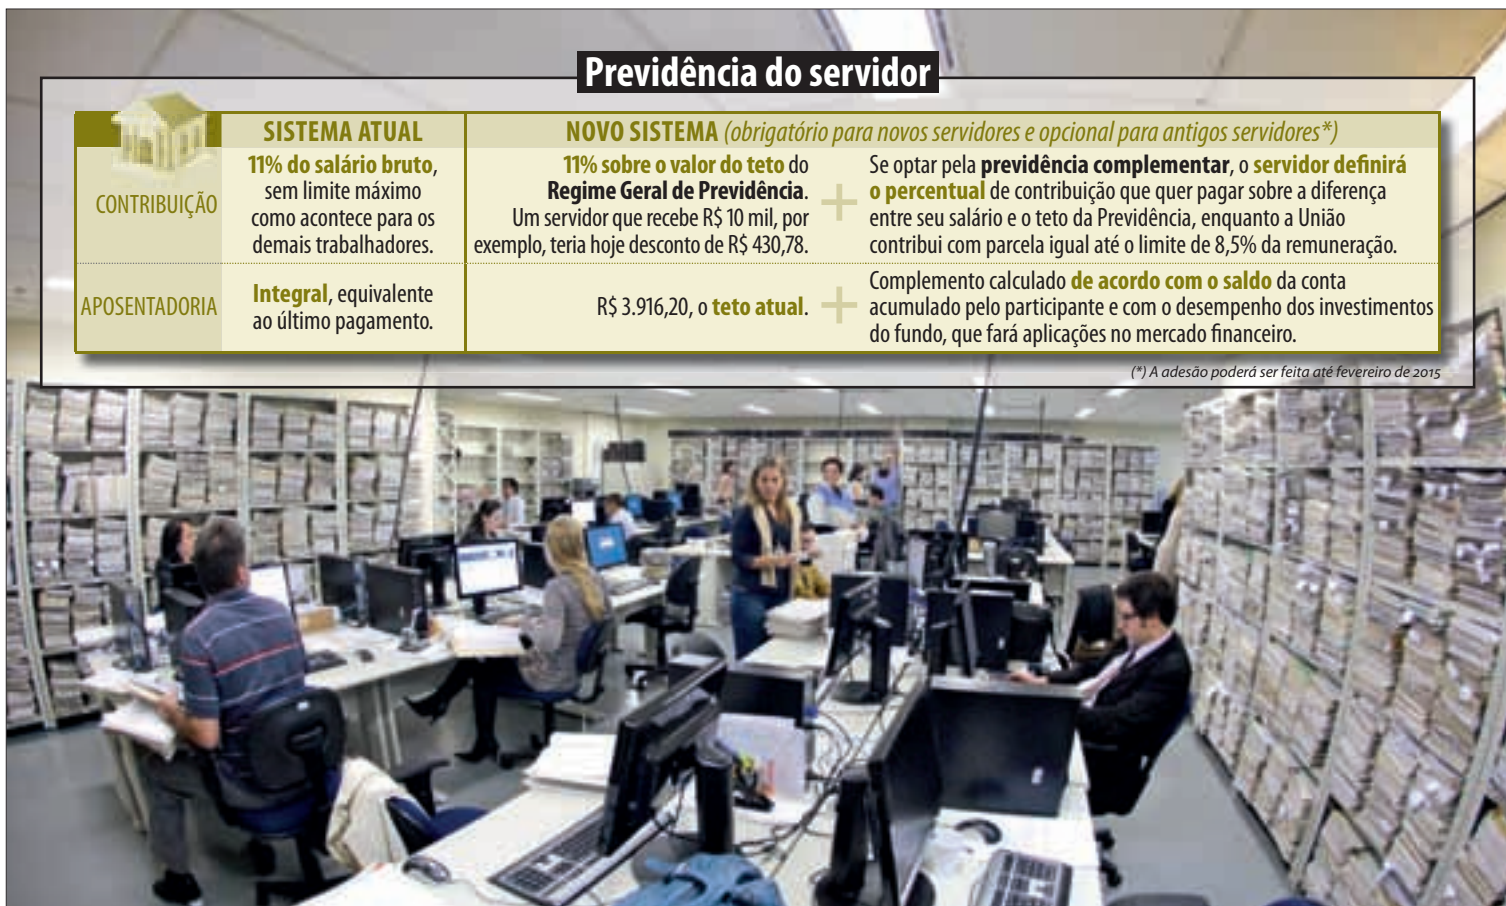 Previdência do servidor
SISTEMA ATUAL
NOVO SISTEMA (obrigatório para novos servidores e opcional para antigos servidores*)
CONTRIBUIÇÃO
11% do salário bruto,
sem limite máximo
como acontece para os
demais trabalhadores.
11% sobre o valor do teto do
Regime Geral de Previdência.
Um servidor que recebe R$ 10 mil, por
exemplo, teria hoje desconto de R$ 430,78.
+
Se optar pela previdência complementar, o servidor definirá
o percentual de contribuição que quer pagar sobre a diferença
entre seu salário e o teto da Previdência, enquanto a União
contribui com parcela igual até o limite de 8,5% da remuneração.
APOSENTADORIA
Integral, equivalente
ao último pagamento.
R$ 3.916,20, o teto atual.
+
Complemento calculado de acordo com o saldo da conta
acumulado pelo participante e com o desempenho dos investimentos
do fundo, que fará aplicações no mercado financeiro.
(*) A adesão poderá ser feita até fevereiro de 2015